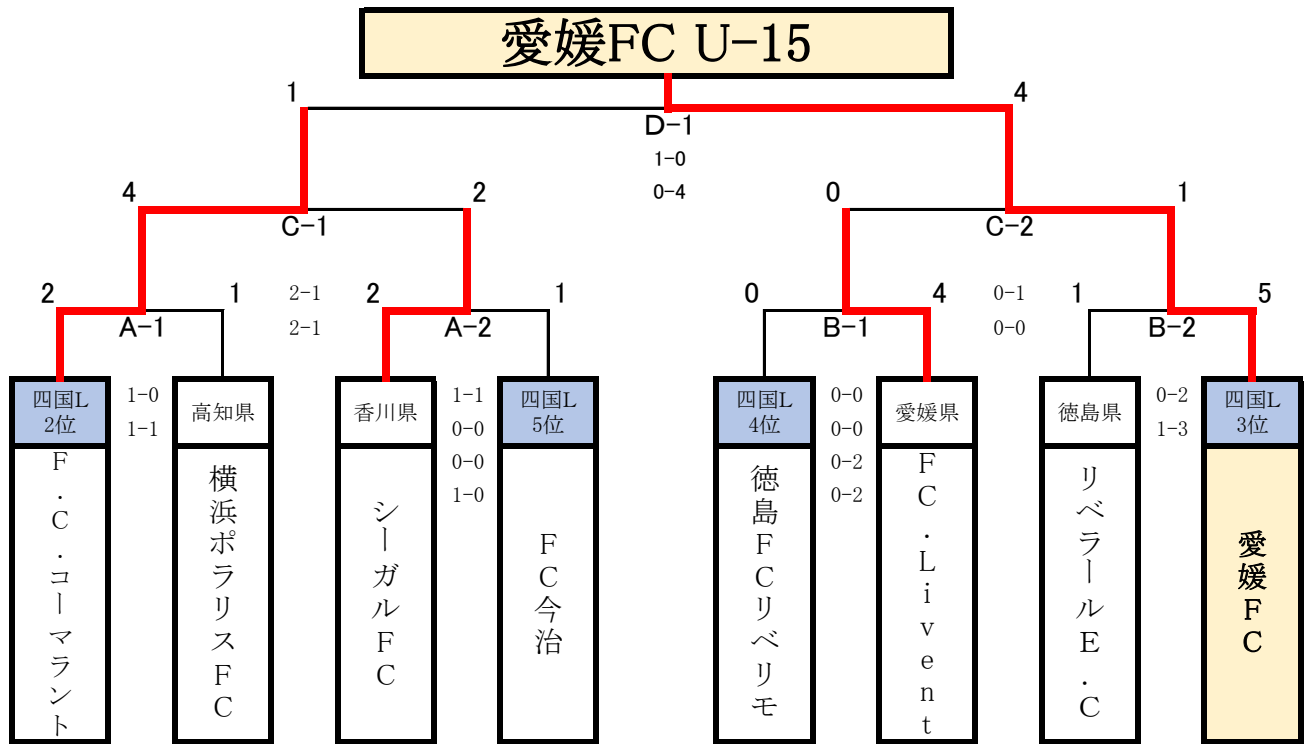 愛媛FC U-15
1
4
D-1
1-0
0-4
4
2
0
1
C-1
C-2
2
1
2-1
2
1
0
4
0-1
1
5
A-1
2-1
A-2
B-1
0-0
B-2
四国L
2位
1-0
1-1
高知県
香川県
1-1
0-0
0-0
1-0
四国L
5位
四国L
4位
0-0
0-0
0-2
0-2
愛媛県
徳島県
0-2
1-3
四国L
3位
F.C.コーマラント
横浜ポラリスFC
シーガルFC
FC今治
徳島FCリベリモ
FC.Livent
リベラールE.C
愛媛FC